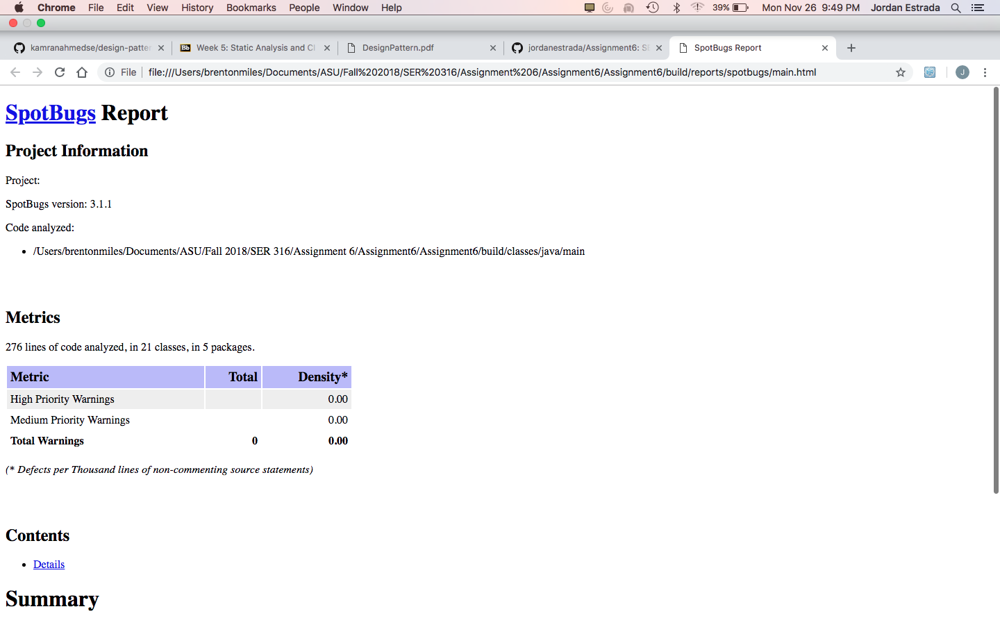 Chrome File Edit View History Bookmarks People Window Help 39% Mon Nov 26 9:49 PM Jordan Estrada
kamranahmedse/design-patter Week 5: Static Analysis and Cl DesignPattern.pdf jordanestrada/Assignment6: SE SpotBugs Report
File file:///Users/brentonmiles/Documents/ASU/Fall%202018/SER%20316/Assignment%206/Assignment6/Assignment6/build/reports/spotbugs/main.html J
SpotBugs Report
Project Information
Project:
SpotBugs version: 3.1.1
Code analyzed:
• /Users/brentonmiles/Documents/ASU/Fall 2018/SER 316/Assignment 6/Assignment6/Assignment6/build/classes/java/main
Metrics
276 lines of code analyzed, in 21 classes, in 5 packages.
Metric Total Density*
High Priority Warnings 0.00
Medium Priority Warnings 0.00
Total Warnings 0 0.00
(* Defects per Thousand lines of non-commenting source statements)
Contents
• Details
Summary